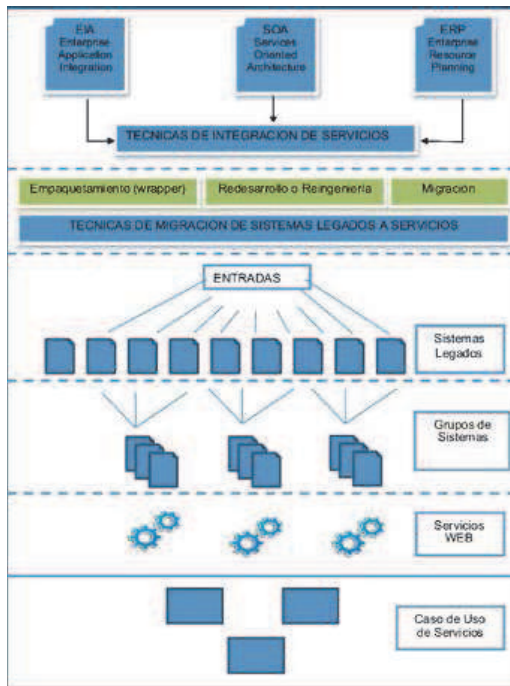 EIA
Enterprise
Application
Integration
SOA
Services
Oriented
Architecture
ERP
Enterprise
Resource
Planning
TECNICAS DE INTEGRACION DE SERVICIOS
Empaquetamiento (wrapper)
Redesarrollo o Reingeniería
Migración
TECNICAS DE MIGRACION DE SISTEMAS LEGADOS A SERVICIOS
ENTRADAS
Sistemas
Legados
Grupos de
Sistemas
Servicios
WEB
Caso de Uso
de Servicios